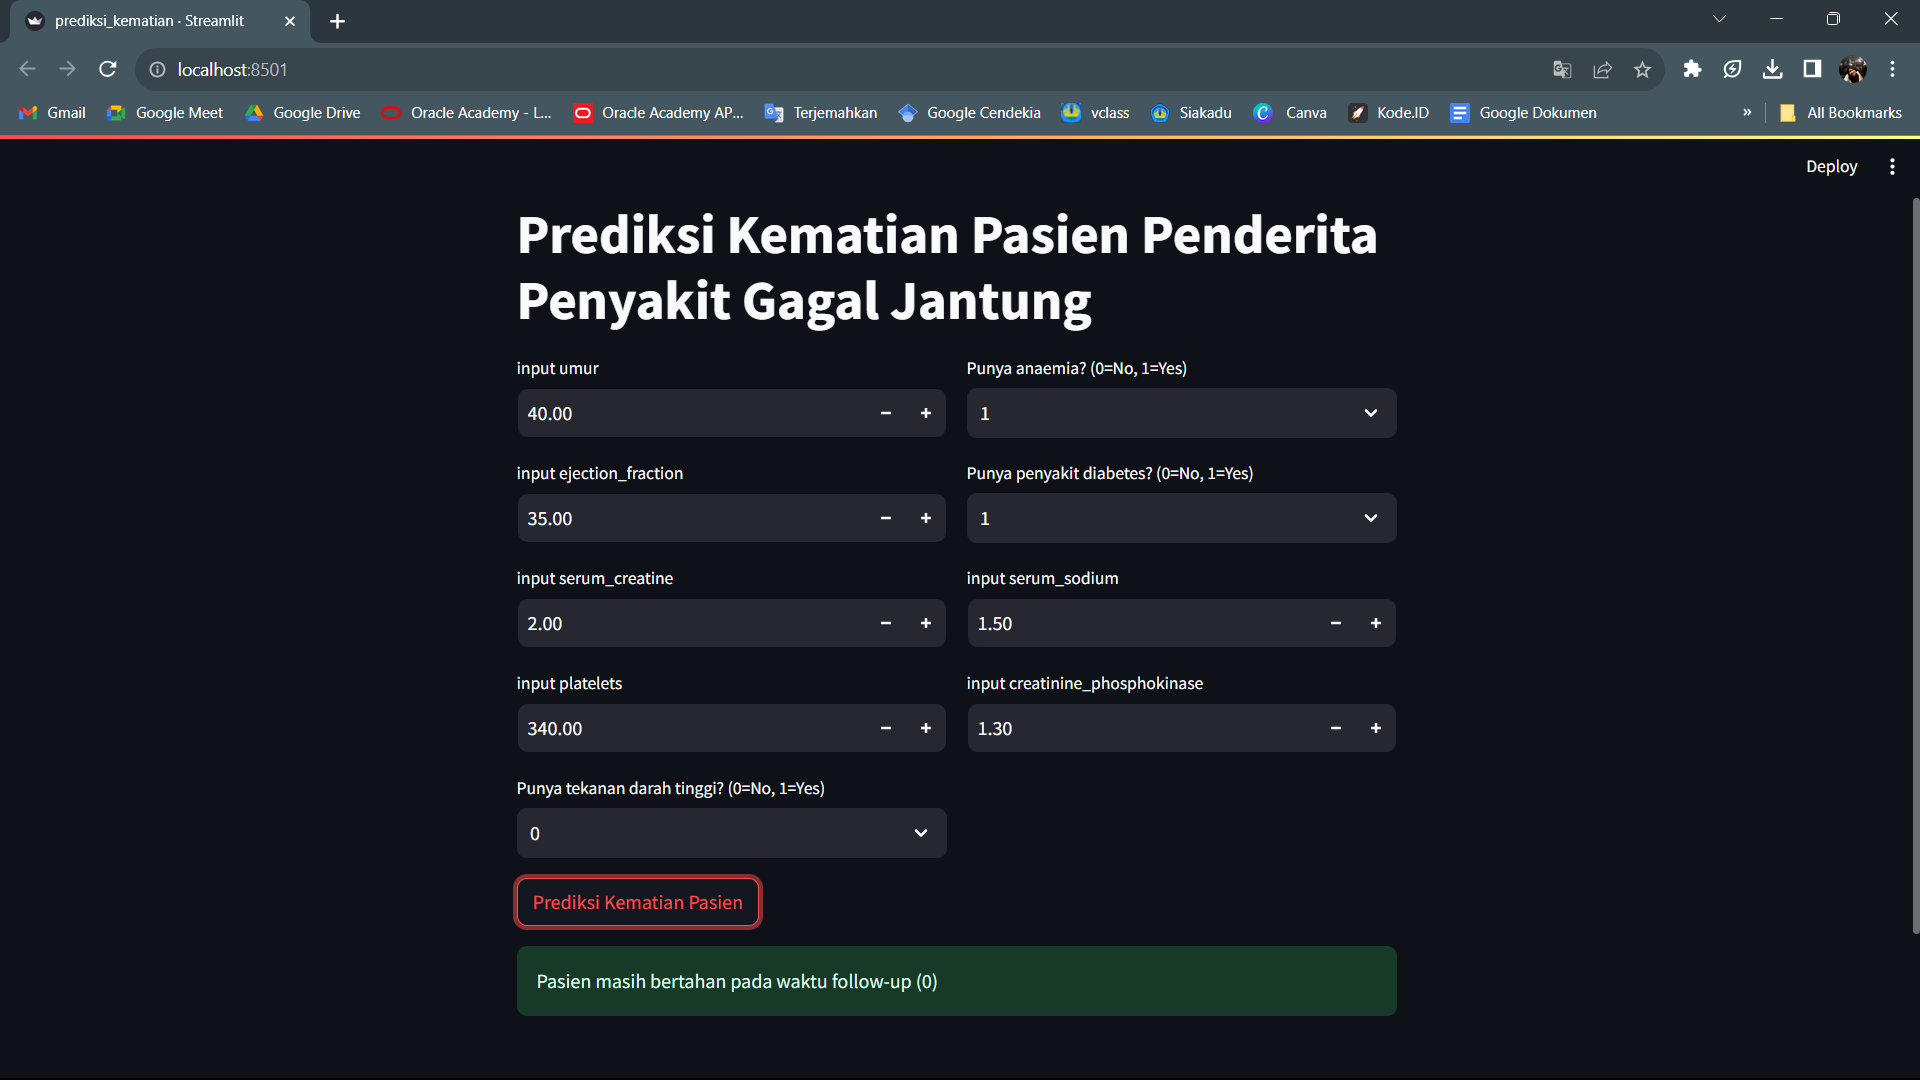 prediksi_kematian · Streamlit
localhost:8501
Gmail Google Meet Google Drive Oracle Academy - L... Oracle Academy AP... Terjemahkan Google Cendekia vclass Siakadu Canva Kode.ID Google Dokumen » All Bookmarks
Deploy
Prediksi Kematian Pasien Penderita
Penyakit Gagal Jantung
input umur
40.00
Punya anaemia? (0=No, 1=Yes)
1
input ejection_fraction
35.00
Punya penyakit diabetes? (0=No, 1=Yes)
1
input serum_creatine
2.00
input serum_sodium
1.50
input platelets
340.00
input creatinine_phosphokinase
1.30
Punya tekanan darah tinggi? (0=No, 1=Yes)
0
Prediksi Kematian Pasien
Pasien masih bertahan pada waktu follow-up (0)